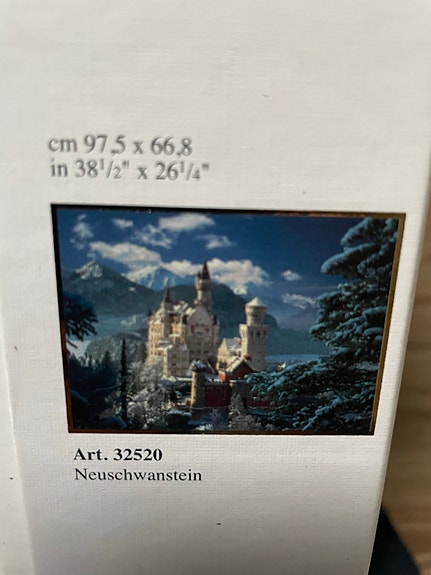 cm 97,5 x 66,8
in 38¹/₂" x 26¹/₄"
Art. 32520
Neuschwanstein